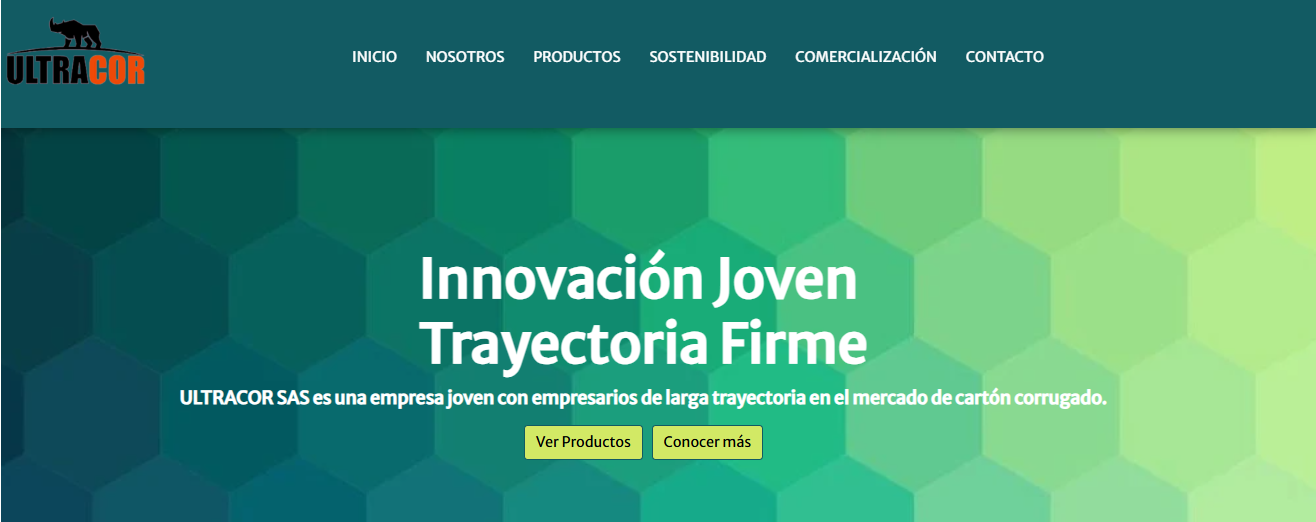 ULTRACOR
INICIO NOSOTROS PRODUCTOS SOSTENIBILIDAD COMERCIALIZACIÓN CONTACTO
Innovación Joven
Trayectoria Firme
ULTRACOR SAS es una empresa joven con empresarios de larga trayectoria en el mercado de cartón corrugado.
Ver Productos Conocer más